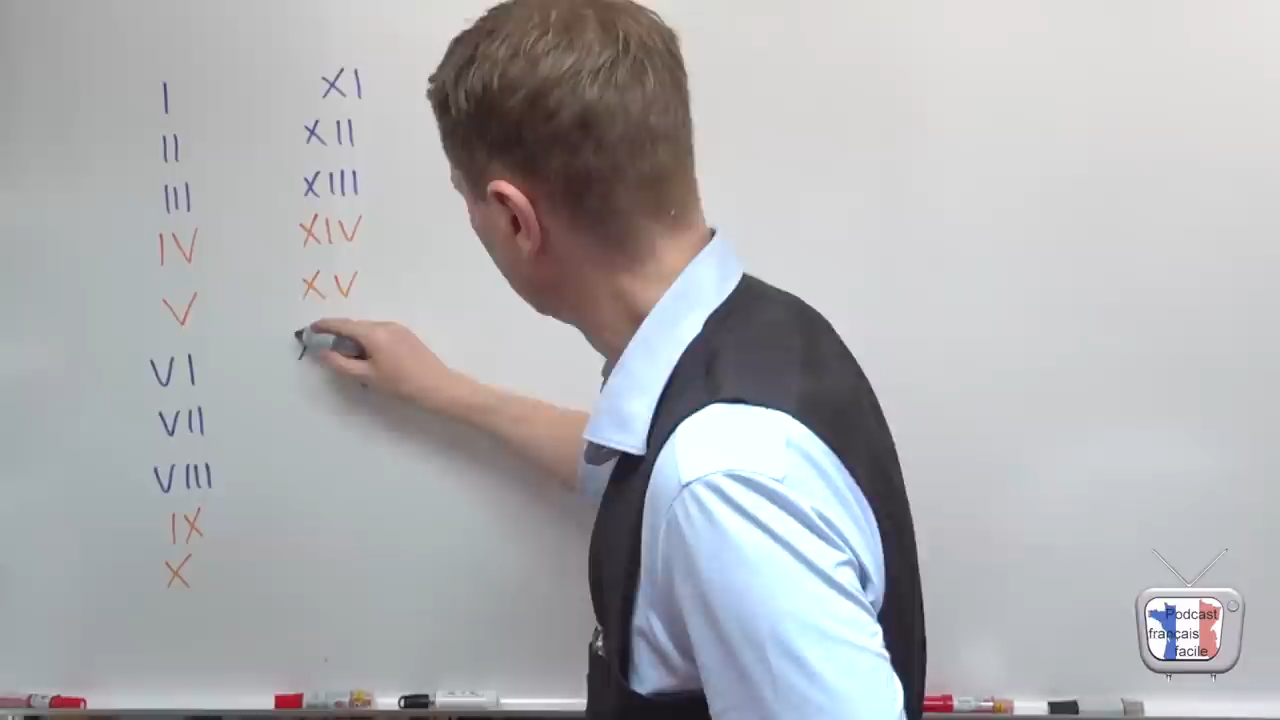 I
II
III
IV
V
VI
VII
VIII
IX
X
XI
XII
XIII
XIV
XV
Podcast
français
facile